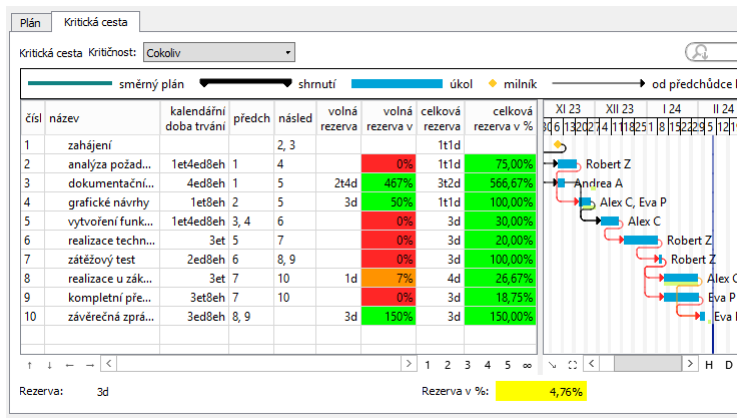 Plán Kritická cesta
Kritická cesta Kritičnost: Cokoliv
směrný plán shrnutí úkol milník od předchůdce
čísl název kalendářní doba trvání předch násled volná rezerva volná rezerva v celková rezerva celková rezerva v % XI 23 XII 23 I 24 II 24
1 zahájení 2, 3 1t1d
2 analýza požad... 1et4ed8eh 1 4 0% 1t1d 75,00% Robert Z
3 dokumentační... 4ed8eh 1 5 2t4d 467% 3t2d 566,67% Andrea A
4 grafické návrhy 1et8eh 2 5 3d 50% 1t1d 100,00% Alex C, Eva P
5 vytvoření funk... 1et4ed8eh 3, 4 6 0% 3d 30,00% Alex C
6 realizace techn... 3et 5 7 0% 3d 20,00% Robert Z
7 zátěžový test 2ed8eh 6 8, 9 0% 3d 100,00% Robert Z
8 realizace u zák... 3et 7 10 1d 7% 4d 26,67% Alex C
9 kompletní pře... 3et8eh 7 10 0% 3d 18,75% Eva P
10 závěrečná zprá... 3ed8eh 8, 9 3d 150% 3d 150,00% Eva
1 2 3 4 5 ∞ H D
Rezerva: 3d Rezerva v %: 4,76%